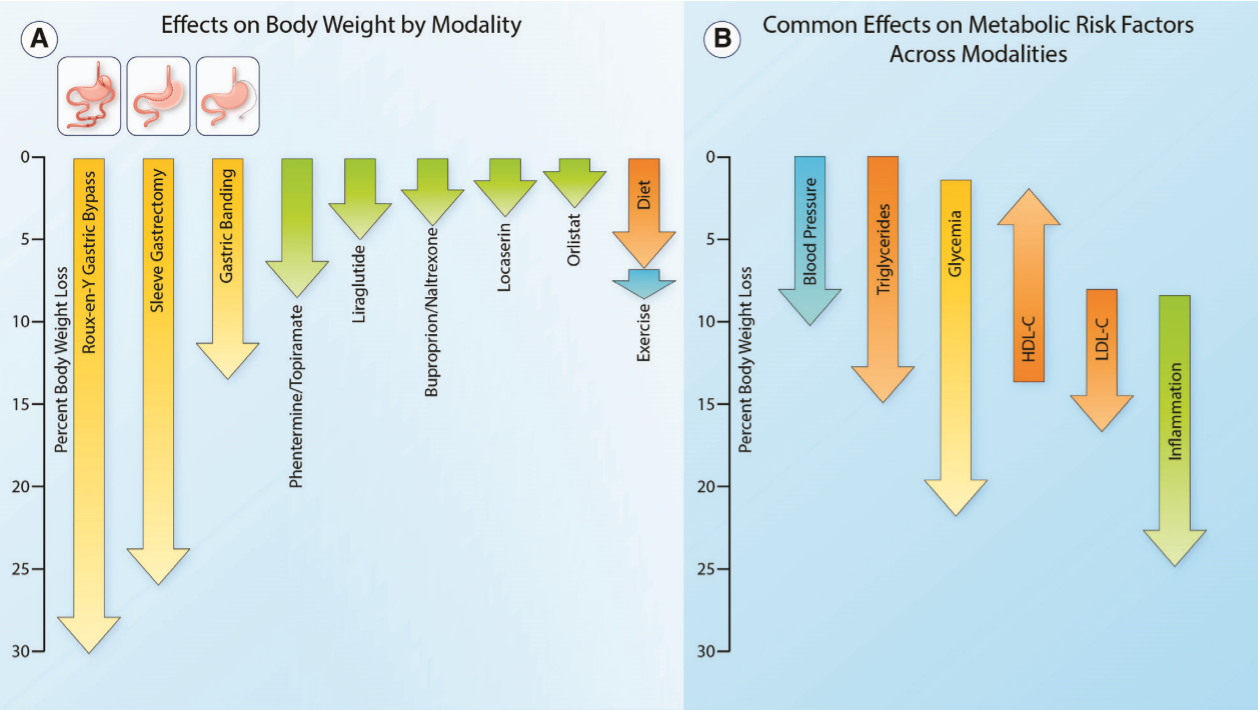 A
Effects on Body Weight by Modality
0
5
10
15
20
25
30
Percent Body Weight Loss
Roux-en-Y Gastric Bypass
Sleeve Gastrectomy
Gastric Banding
Phentermine/Topiramate
Liraglutide
Buproprion/Naltrexone
Locaserin
Orlistat
Diet
Exercise
B
Common Effects on Metabolic Risk Factors
Across Modalities
0
5
10
15
20
25
30
Percent Body Weight Loss
Blood Pressure
Triglycerides
Glycemia
HDL-C
LDL-C
Inflammation